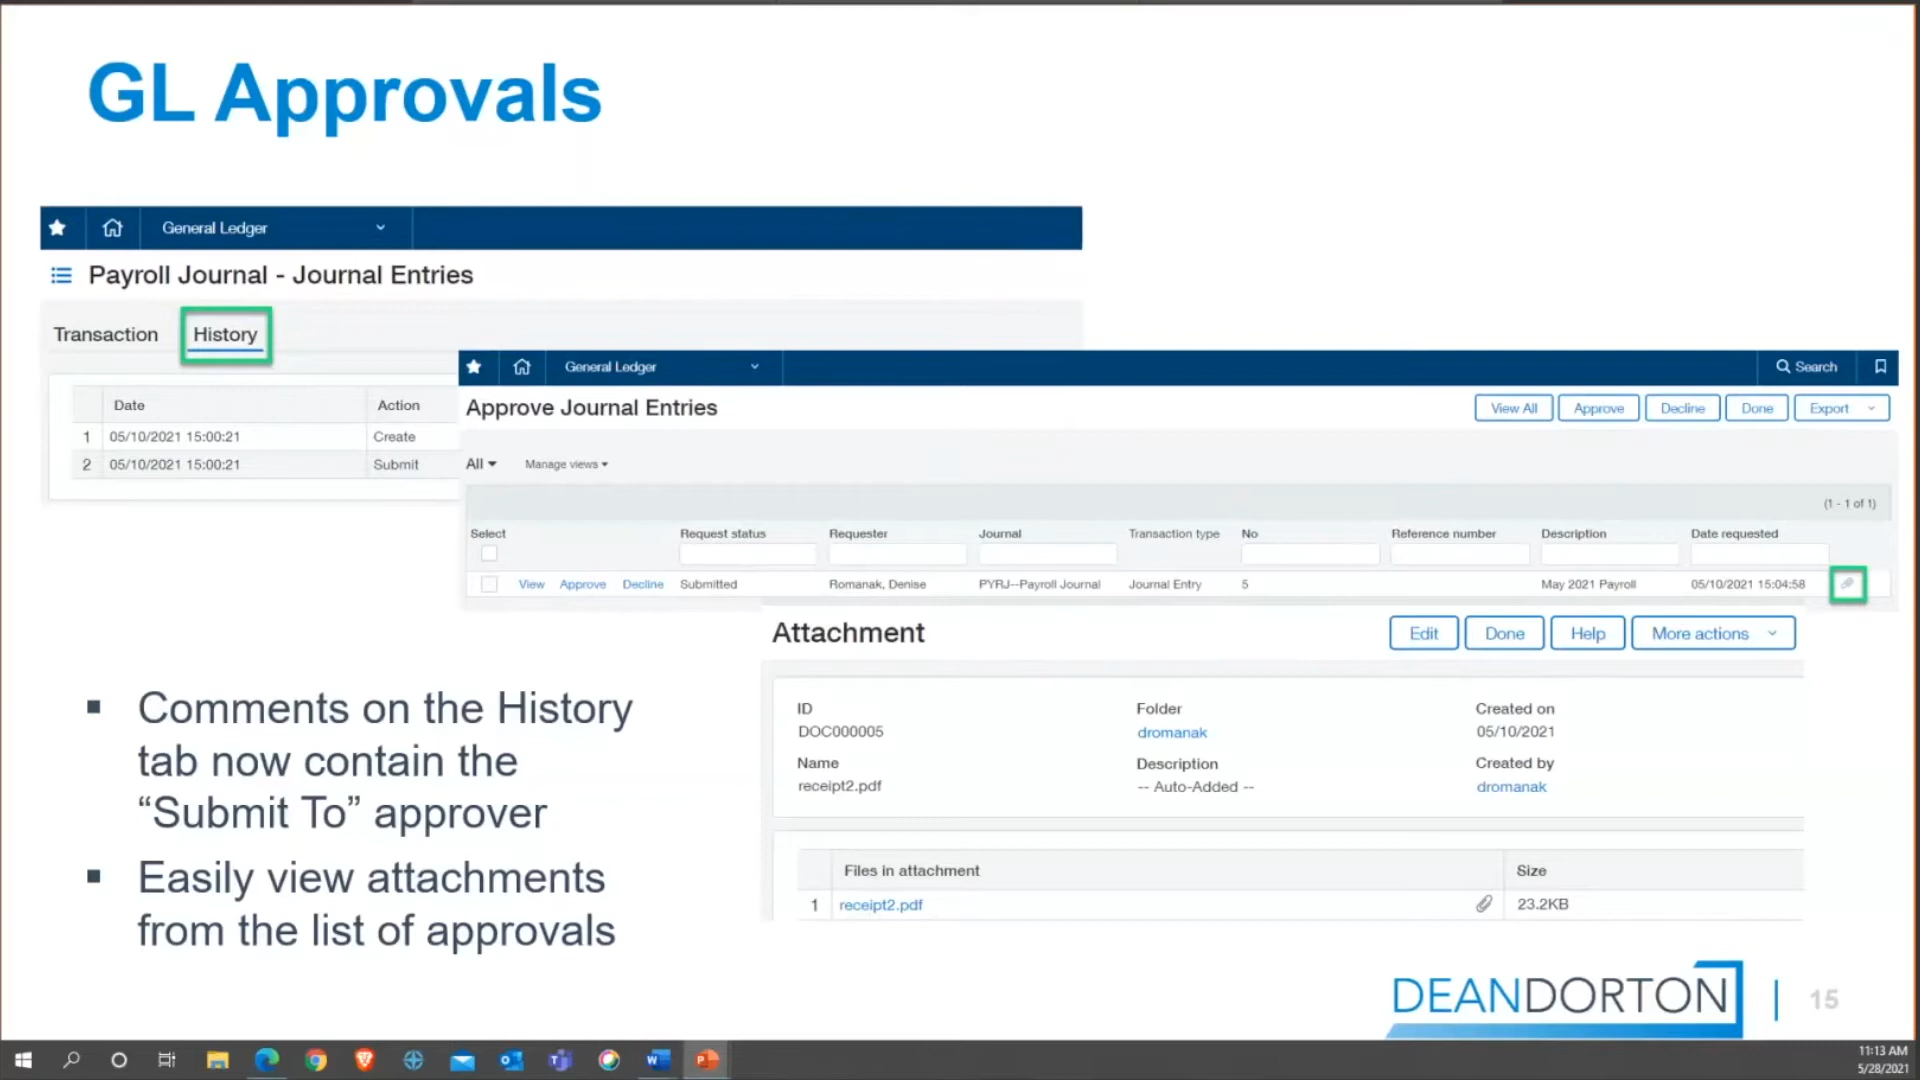 GL Approvals
General Ledger
Payroll Journal - Journal Entries
Transaction History
Date Action
1 05/10/2021 15:00:21 Create
2 05/10/2021 15:00:21 Submit
General Ledger Search
Approve Journal Entries View All Approve Decline Done Export
All Manage views
(1 - 1 of 1)
Select Request status Requester Journal Transaction type No Reference number Description Date requested
View Approve Decline Submitted Romanak, Denise PYRJ--Payroll Journal Journal Entry 5 May 2021 Payroll 05/10/2021 15:04:58
Attachment Edit Done Help More actions
ID Folder Created on
DOC000005 dromanak 05/10/2021
Name Description Created by
receipt2.pdf -- Auto-Added -- dromanak
Files in attachment Size
1 receipt2.pdf 23.2KB
▪ Comments on the History
tab now contain the
“Submit To” approver
▪ Easily view attachments
from the list of approvals
DEANDORTON | 15
11:13 AM
5/28/2021